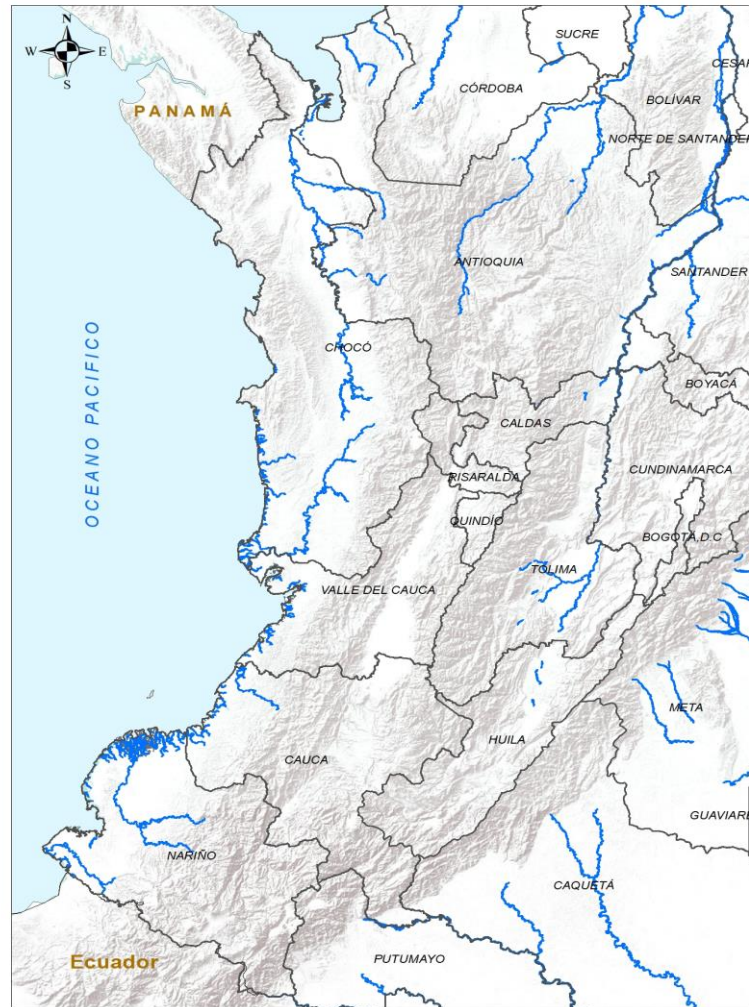 N
W E
S
SUCRE
CESAR
CÓRDOBA
BOLÍVAR
PANAMÁ
NORTE DE SANTANDER
ANTIOQUIA
SANTANDER
OCEANO PACIFICO
CHOCÓ
BOYACÁ
CALDAS
RISARALDA
CUNDINAMARCA
QUINDÍO
BOGOTÁ, D.C
TOLIMA
VALLE DEL CAUCA
META
HUILA
CAUCA
GUAVIARE
NARIÑO
CAQUETÁ
Ecuador
PUTUMAYO